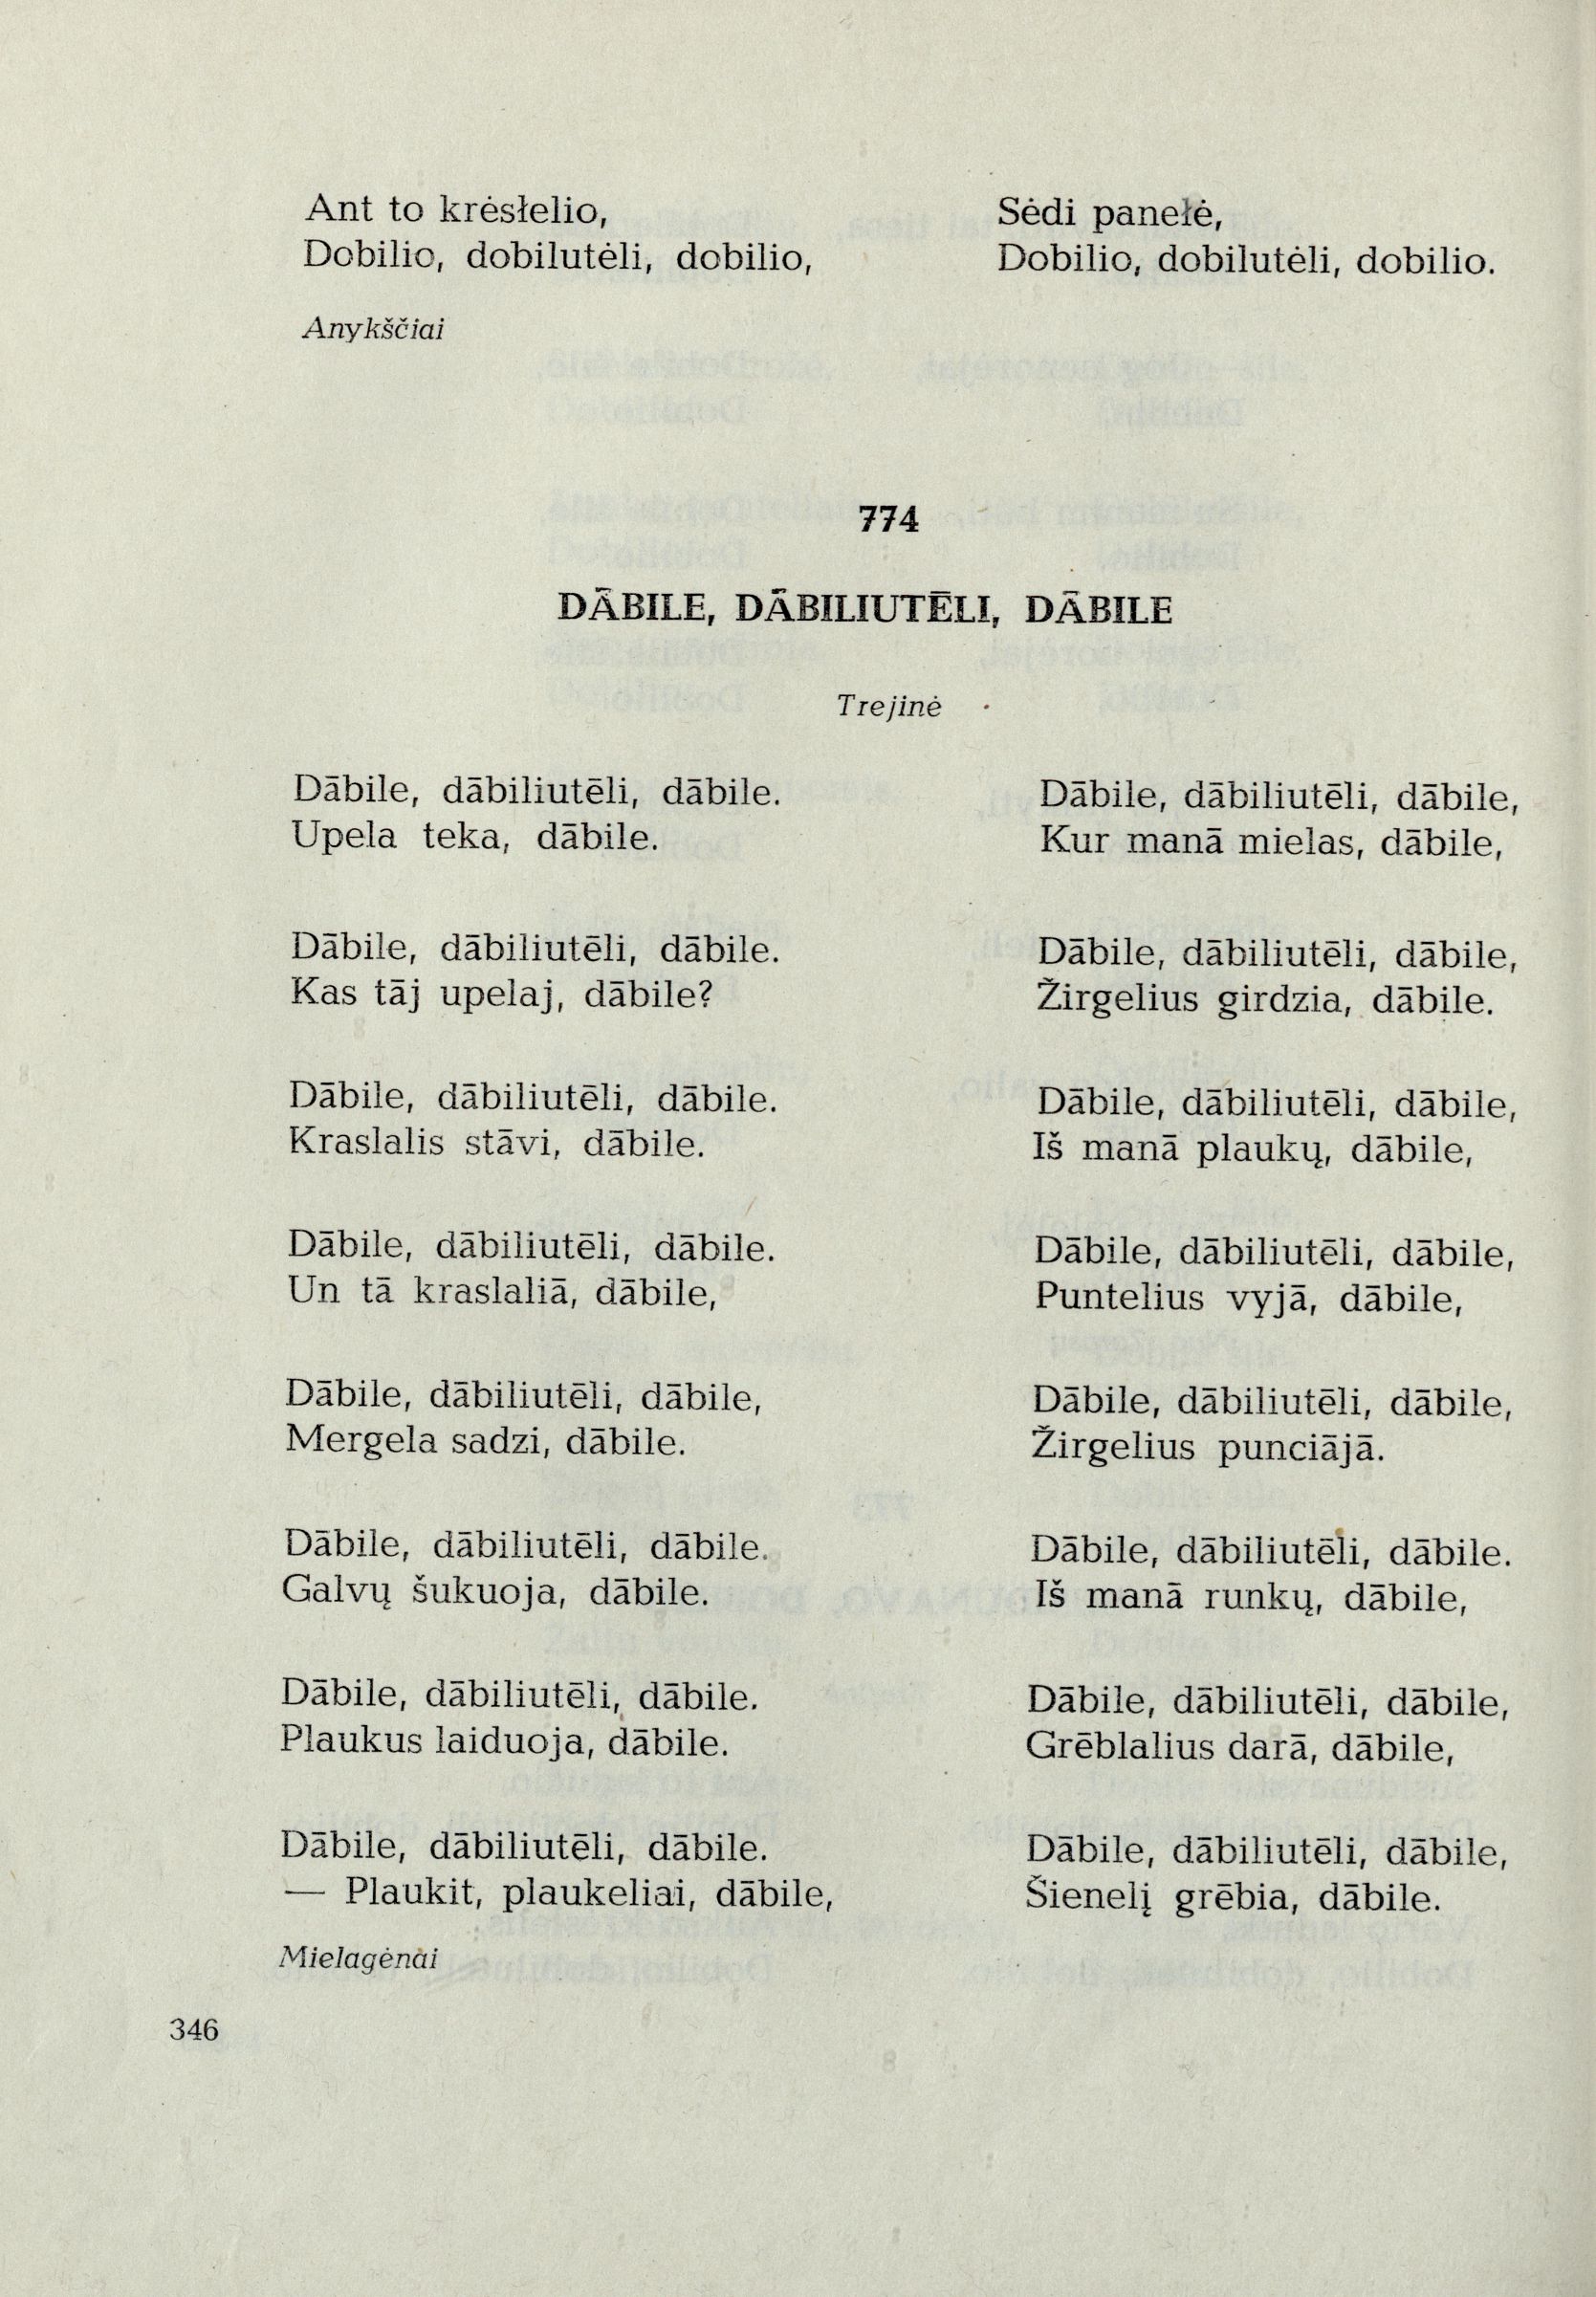 Ant to krėsłelio,
Dobilio, dobilutėli, dobilio,
Sėdi panełė,
Dobilio, dobilutėli, dobilio.
Anykščiai
774
DĀBILE, DĀBILIUTĒLI, DĀBILE
Trejinė
Dābile, dābiliutēli, dābile.
Upela teka, dābile.
Dābile, dābiliutēli, dābile.
Kas tāj upelaj, dābile?
Dābile, dābiliutēli, dābile.
Kraslalis stāvi, dābile.
Dābile, dābiliutēli, dābile.
Un tā kraslaliā, dābile,
Dābile, dābiliutēli, dābile,
Mergela sadzi, dābile.
Dābile, dābiliutēli, dābile.
Galvų šukuoja, dābile.
Dābile, dābiliutēli, dābile.
Plaukus laiduoja, dābile.
Dābile, dābiliutēli, dābile.
— Plaukit, plaukeliai, dābile,
Dābile, dābiliutēli, dābile,
Kur manā mielas, dābile,
Dābile, dābiliutēli, dābile,
Žirgelius girdzia, dābile.
Dābile, dābiliutēli, dābile,
Iš manā plaukų, dābile,
Dābile, dābiliutēli, dābile,
Puntelius vyjā, dābile,
Dābile, dābiliutēli, dābile,
Žirgelius punciājā.
Dābile, dābiliutēli, dābile.
Iš manā runkų, dābile,
Dābile, dābiliutēli, dābile,
Grēblalius darā, dābile,
Dābile, dābiliutēli, dābile,
Šienelį grēbia, dābile.
Mielagėnai
346